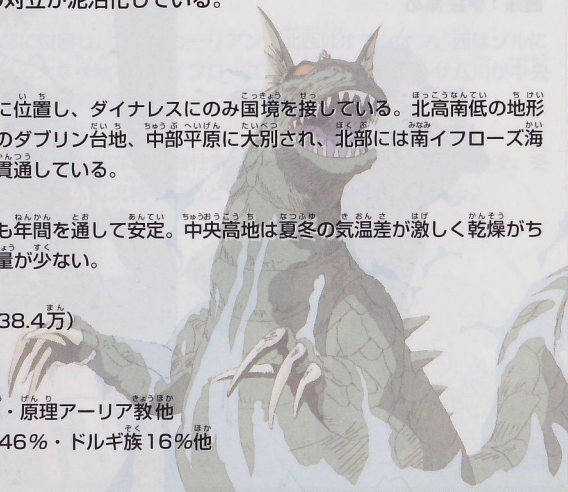 の対立が泥沼化している。
に位置し、ダイナレスにのみ国境を接している。北高南低の地形
のダブリン台地、中部平原に大別され、北部には南イフローズ海
貫通している。
も年間を通して安定。中央高地は夏冬の気温差が激しく乾燥がち
量が少ない。
38.4万）
・原理アーリア教他
46％・ドルギ族16％他